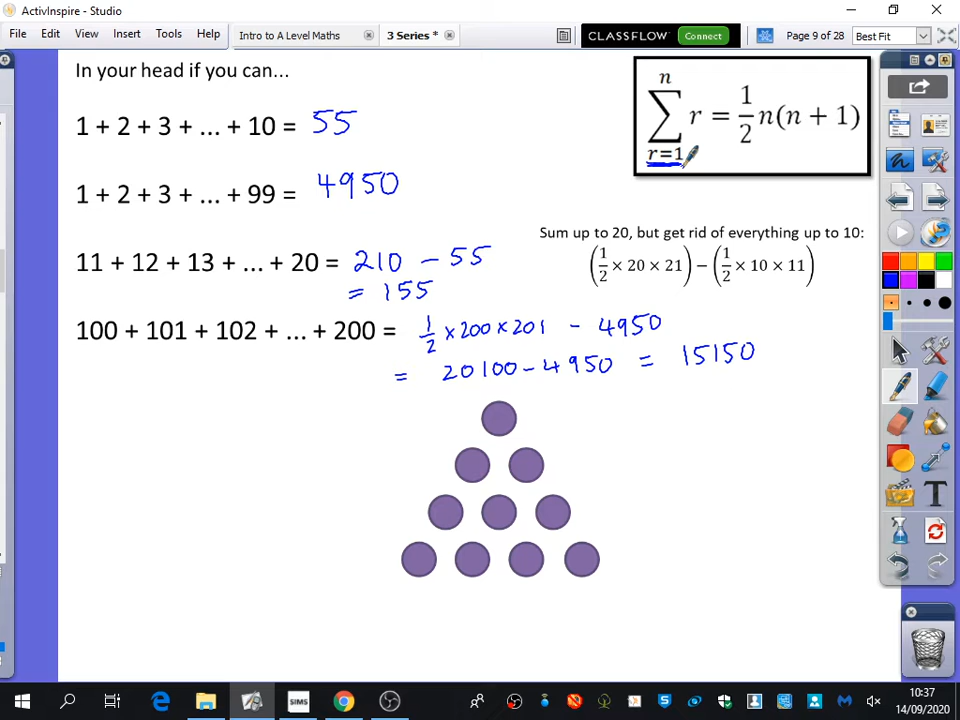 ActivInspire - Studio
File Edit View Insert Tools Help
Intro to A Level Maths
3 Series *
CLASSFLOW Connect
Page 9 of 28
Best Fit
In your head if you can...
1 + 2 + 3 + ... + 10 = 55
1 + 2 + 3 + ... + 99 = 4950
11 + 12 + 13 + ... + 20 = 210 - 55
= 155
100 + 101 + 102 + ... + 200 = 1/2 × 200 × 201 - 4950
= 20100 - 4950 = 15150
n
∑ r = 1/2 n(n + 1)
r=1
Sum up to 20, but get rid of everything up to 10:
(1/2 × 20 × 21) − (1/2 × 10 × 11)
T
SIMS
10:37
14/09/2020